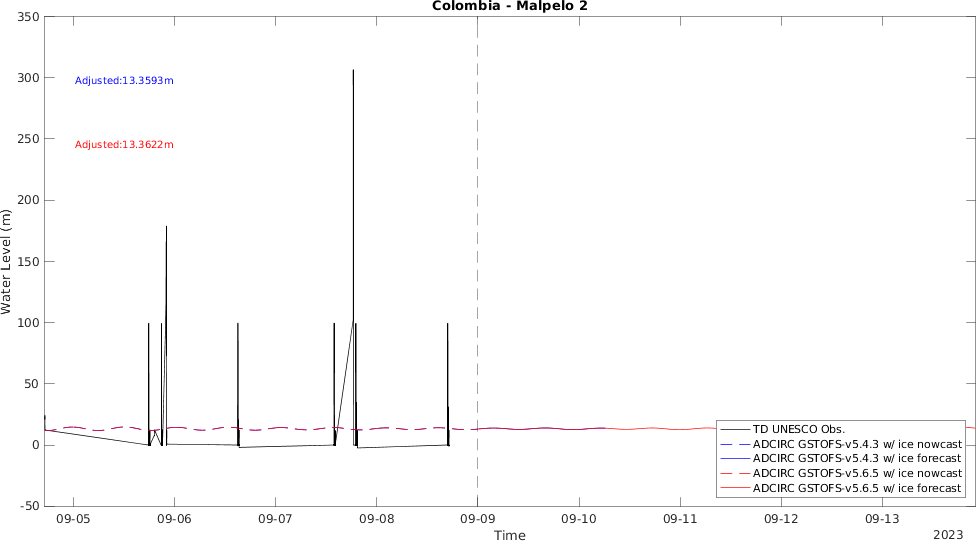 Colombia - Malpelo 2
350
300
250
200
150
100
50
0
-50
Water Level (m)
Adjusted:13.3593m
Adjusted:13.3622m
TD UNESCO Obs.
ADCIRC GSTOFS-v5.4.3 w/ ice nowcast
ADCIRC GSTOFS-v5.4.3 w/ ice forecast
ADCIRC GSTOFS-v5.6.5 w/ ice nowcast
ADCIRC GSTOFS-v5.6.5 w/ ice forecast
09-05 09-06 09-07 09-08 09-09 09-10 09-11 09-12 09-13
Time
2023